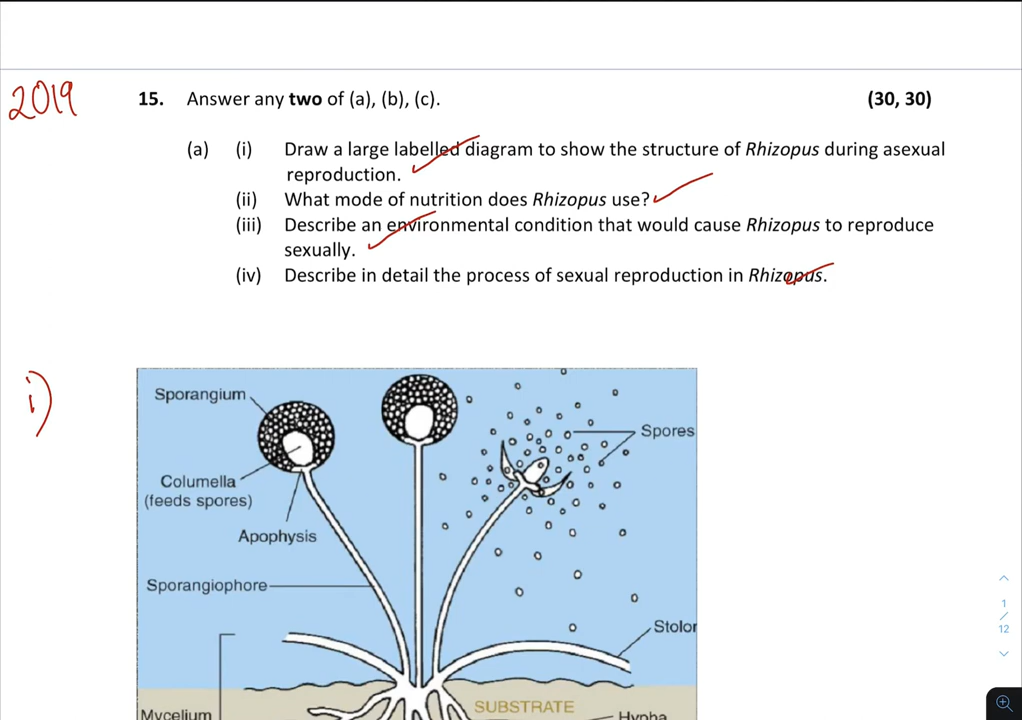 2019
15. Answer any two of (a), (b), (c). (30, 30)
(a) (i) Draw a large labelled diagram to show the structure of Rhizopus during asexual
reproduction.
(ii) What mode of nutrition does Rhizopus use?
(iii) Describe an environmental condition that would cause Rhizopus to reproduce
sexually.
(iv) Describe in detail the process of sexual reproduction in Rhizopus.
i)
Sporangium
Spores
Columella
(feeds spores)
Apophysis
Sporangiophore
Stolon
SUBSTRATE
Mycelium
Hypha
1
/
12